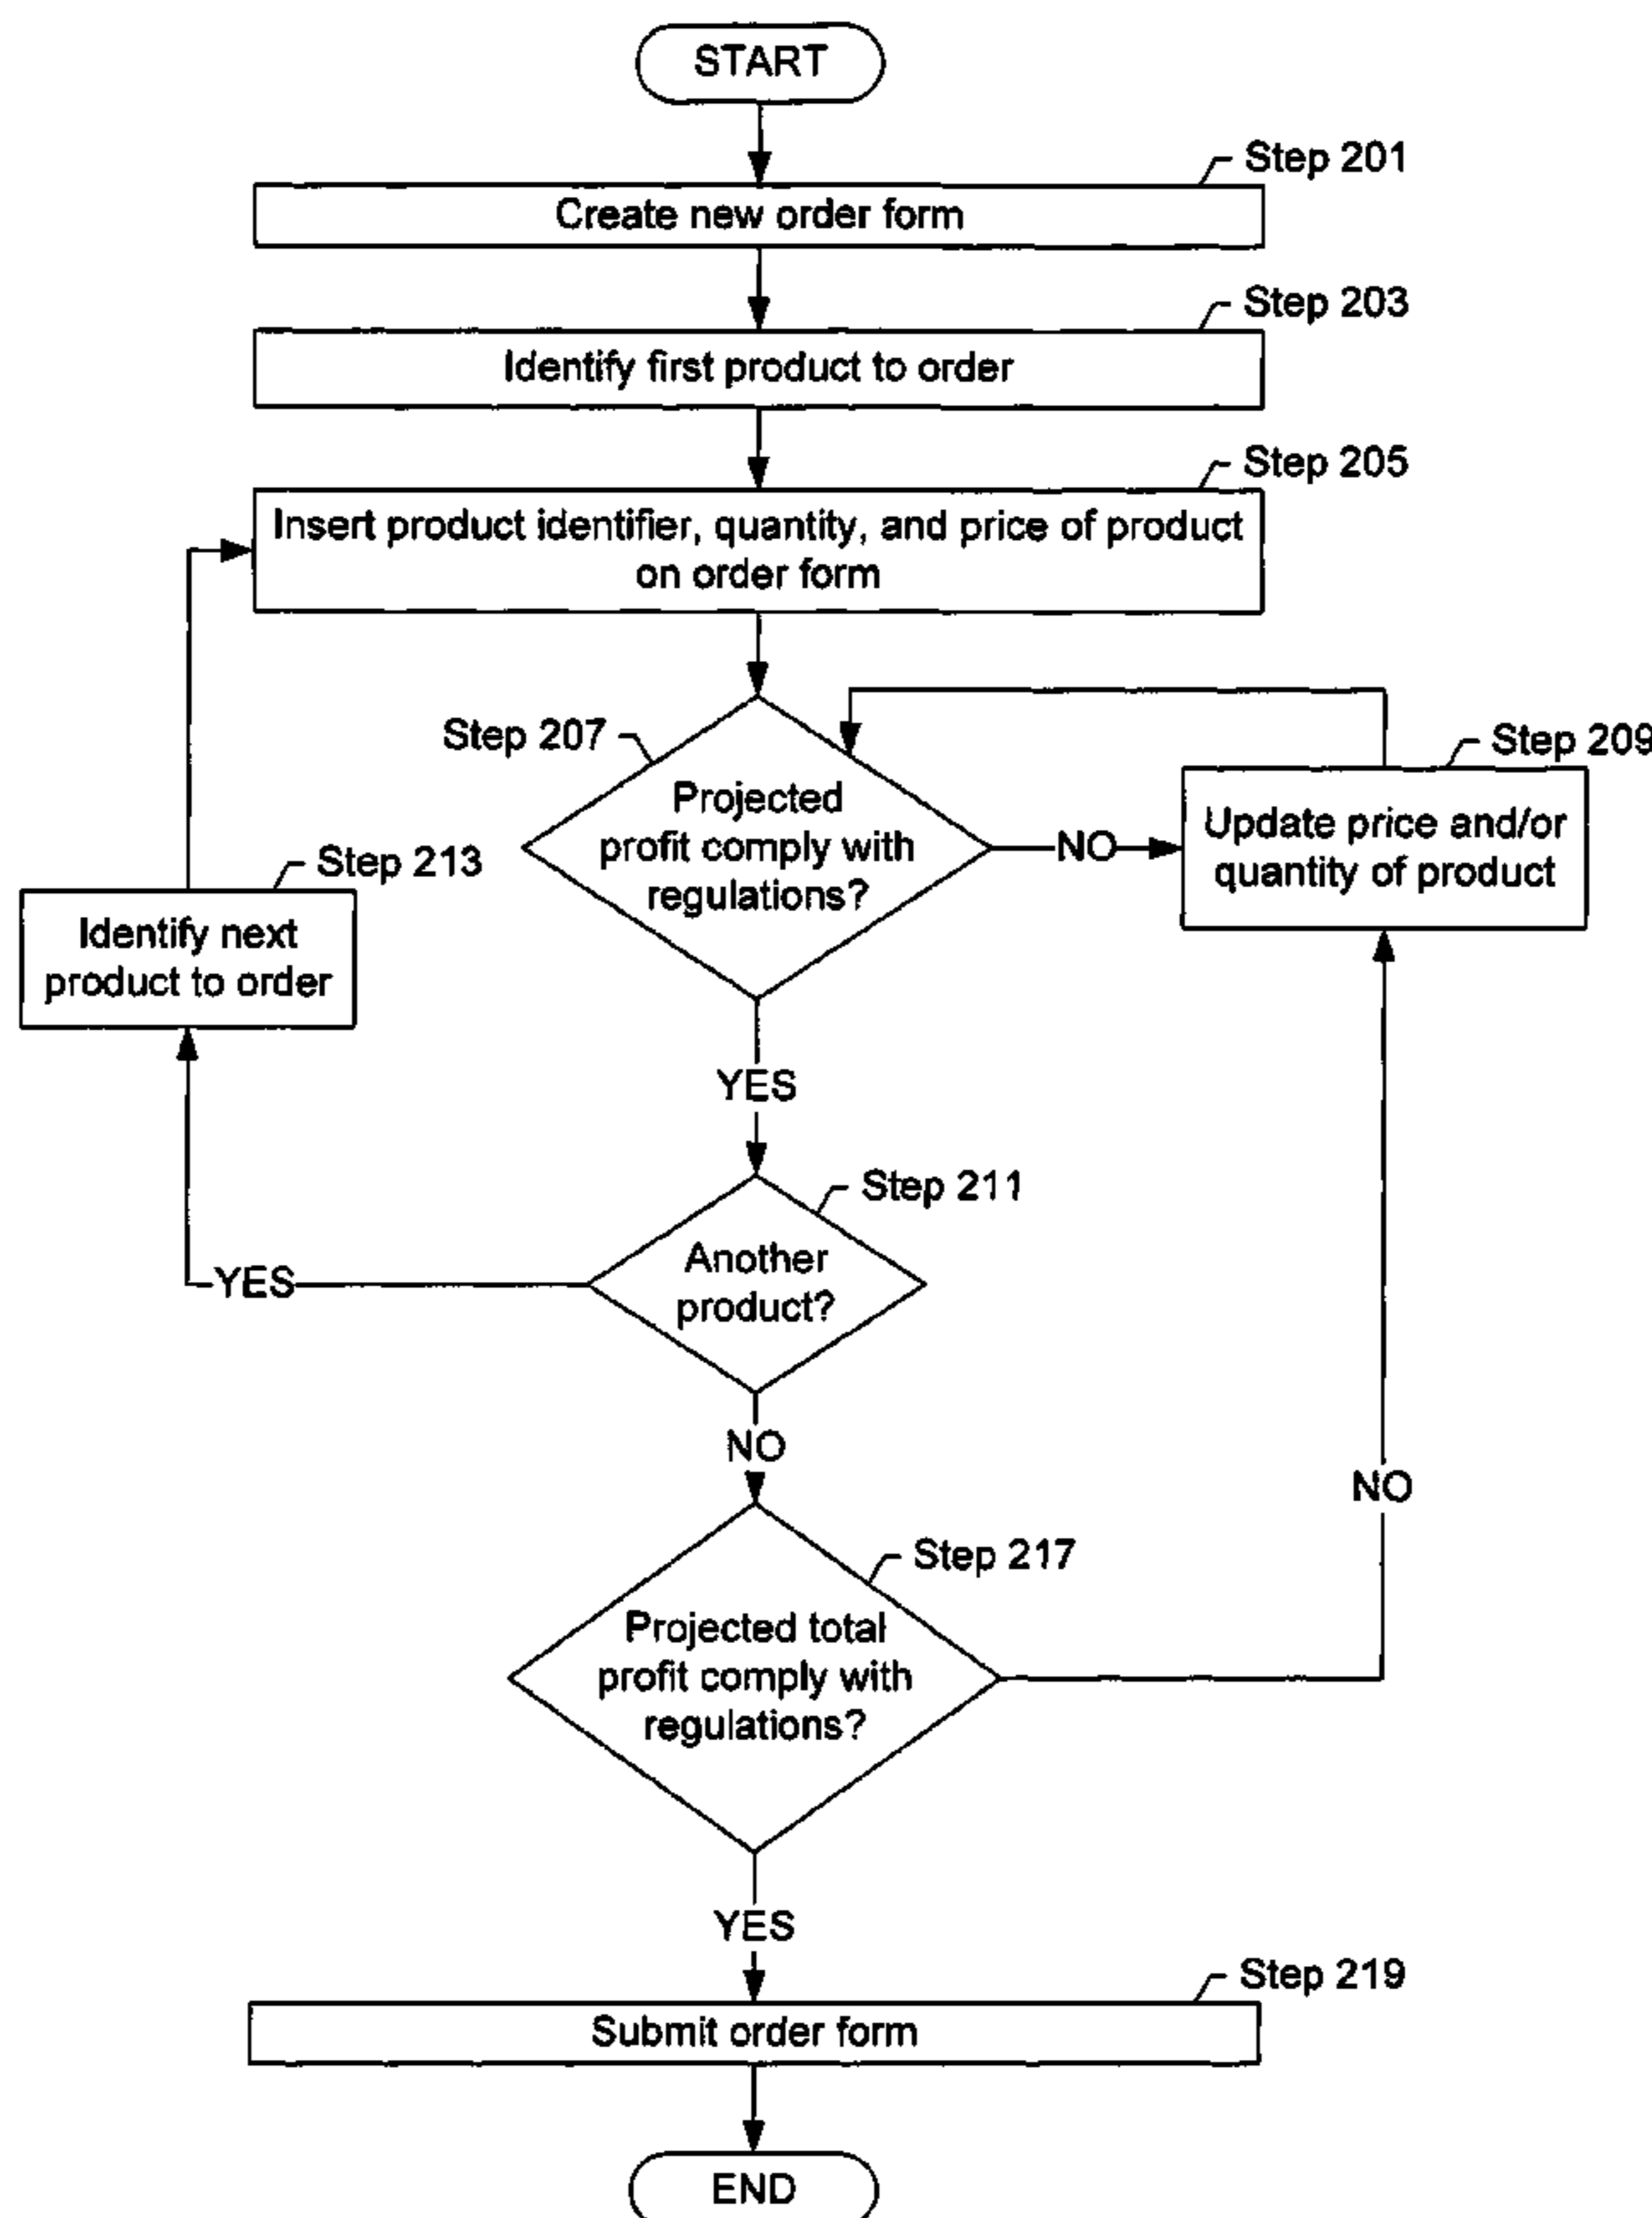 START
Step 201
Create new order form
Step 203
Identify first product to order
Step 205
Insert product identifier, quantity, and price of product
on order form
Step 207
Projected
profit comply with
regulations?
NO
Step 209
Update price and/or
quantity of product
Step 213
Identify next
product to order
YES
Step 211
Another
product?
YES
NO
NO
Step 217
Projected total
profit comply with
regulations?
YES
Step 219
Submit order form
END